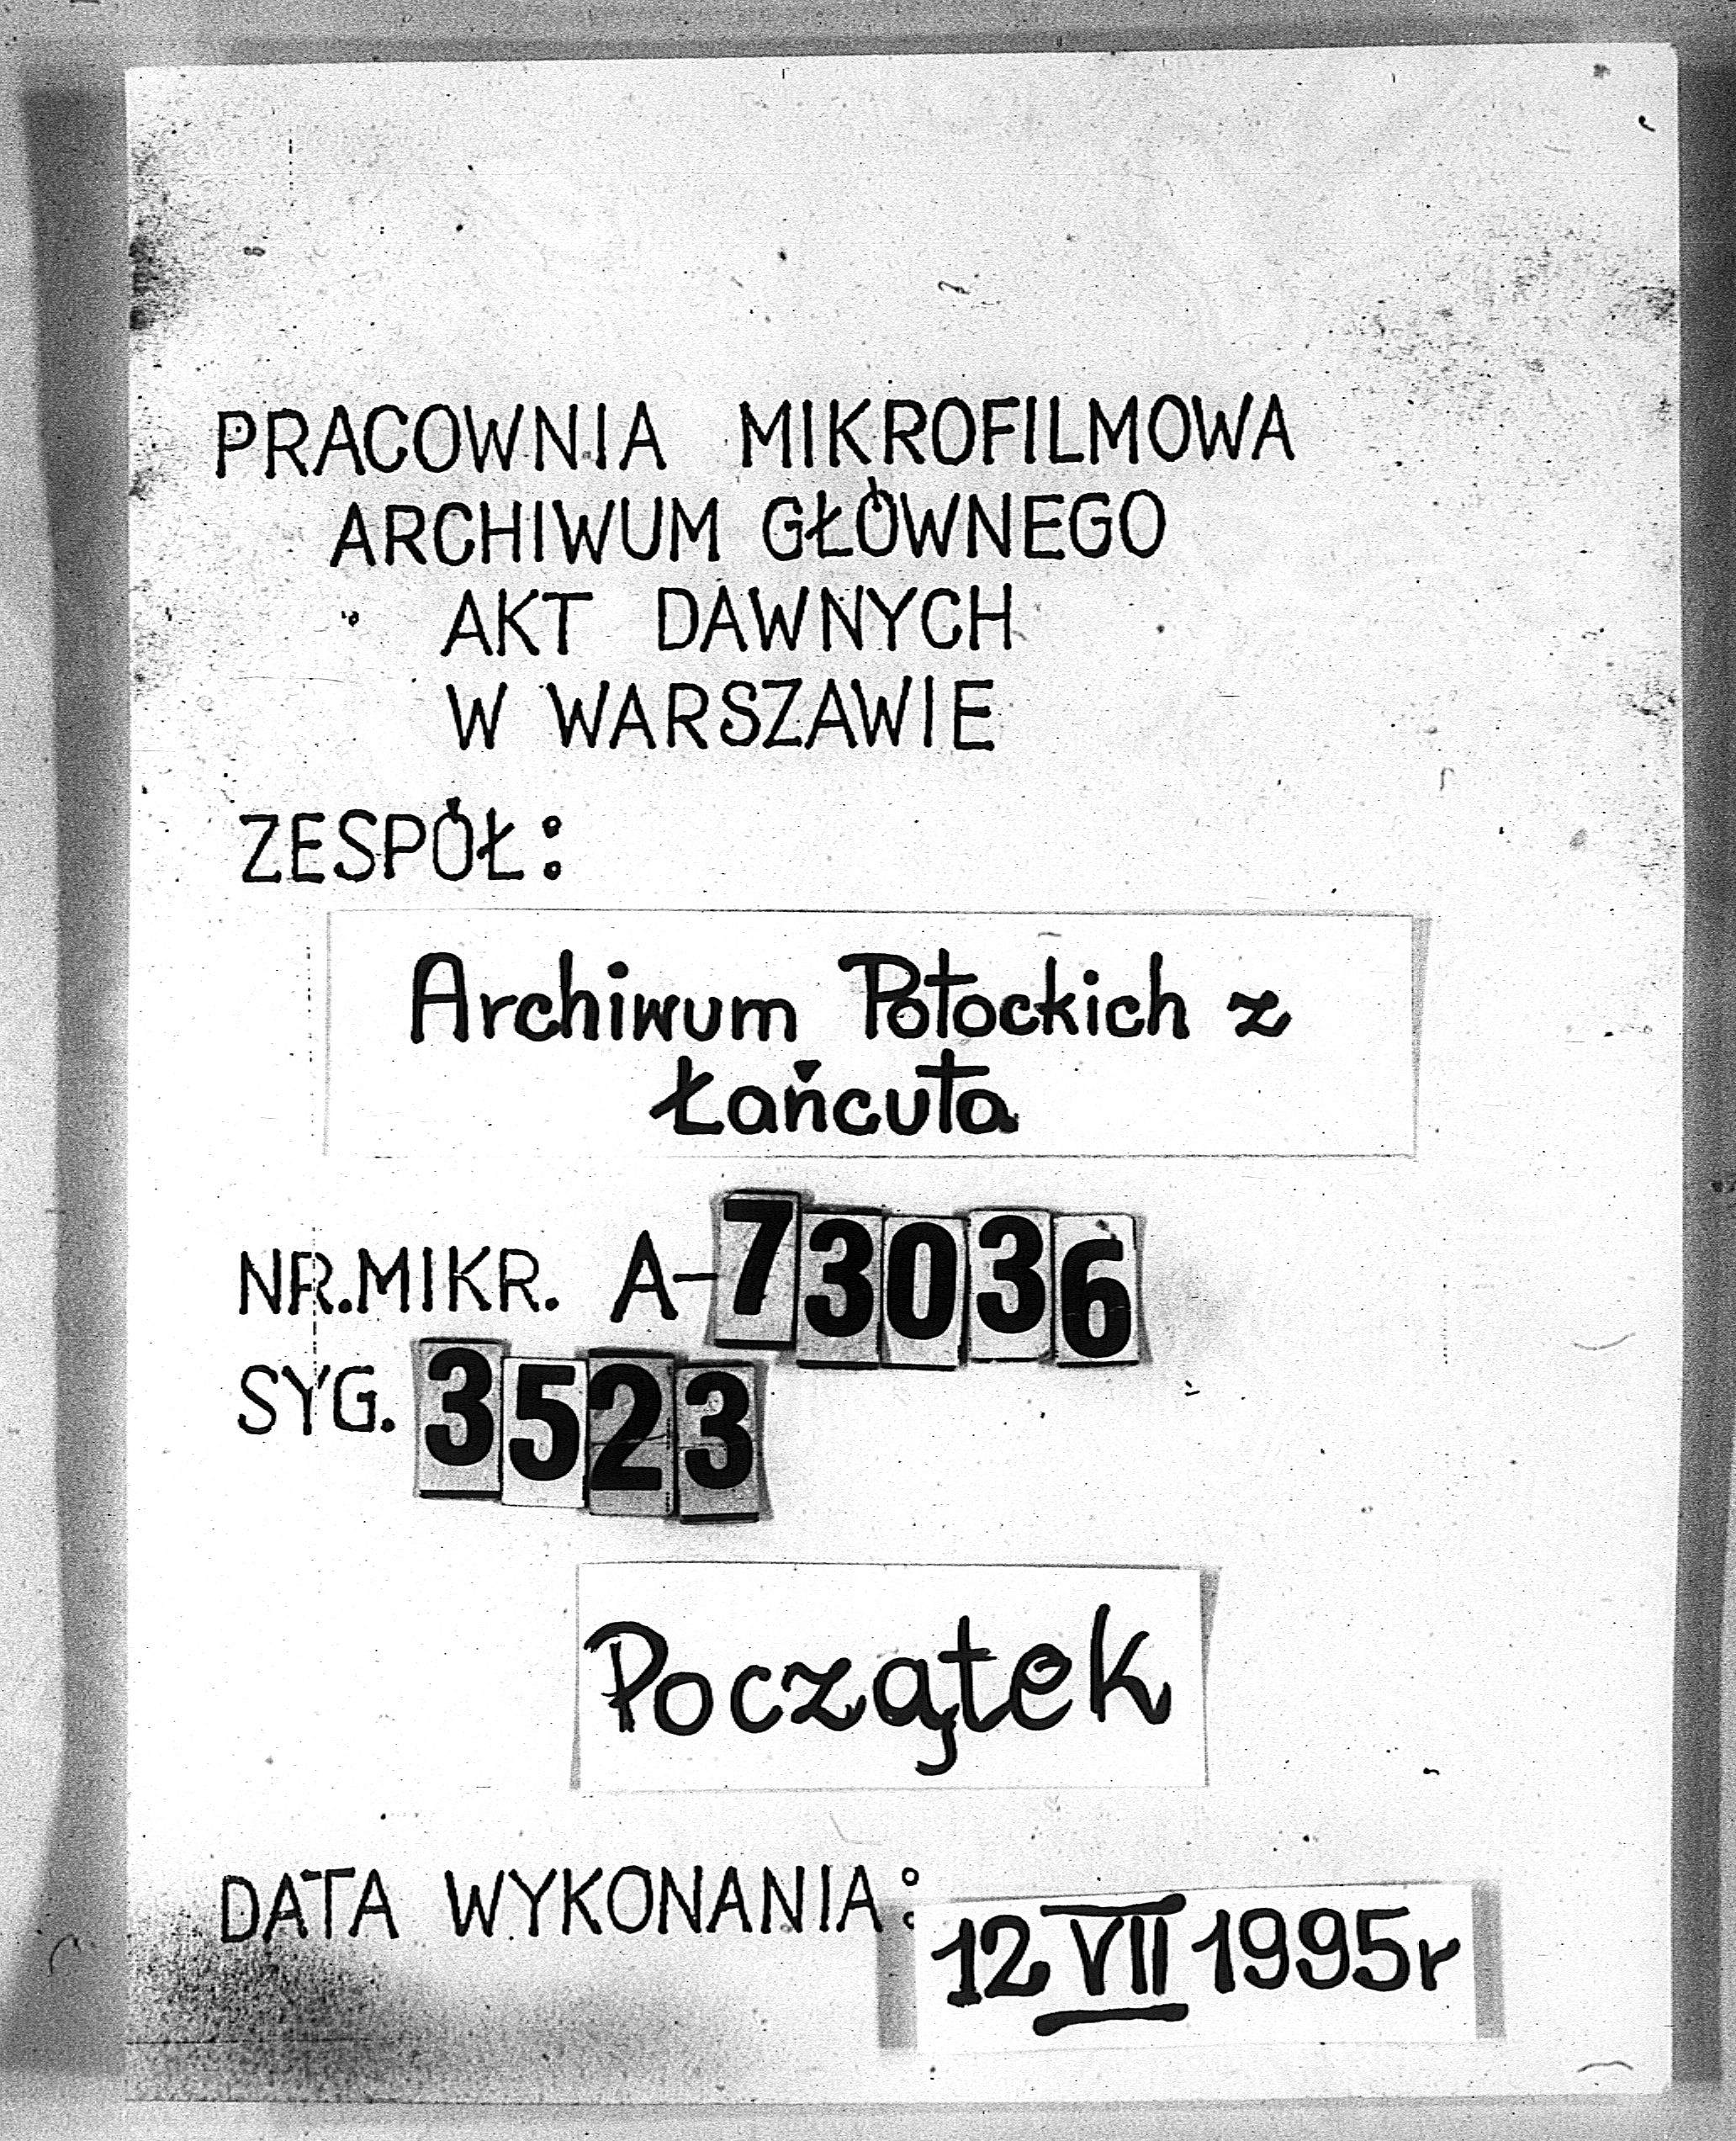 PRACOWNIA MIKROFILMOWA
ARCHIWUM GŁÓWNEGO
AKT DAWNYCH
W WARSZAWIE
ZESPÓŁ:
Archiwum Potockich z
Łańcuta
NR.MIKR. A-73036
SYG. 3523
Początek
DATA WYKONANIA: 12 VII 1995r